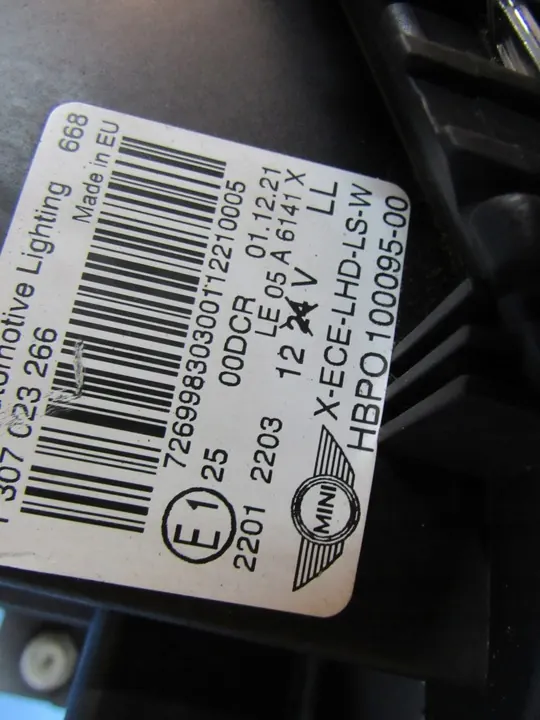 Automotive Lighting 668
Made in EU
1 307 023 266
72699830300112210005
00DCR 01.12.21
LE 05 A 6141 X
12 24 V LL
E1 25
2201 2203
X-ECE-LHD-LS-W
HBPO 100095-00
MINI